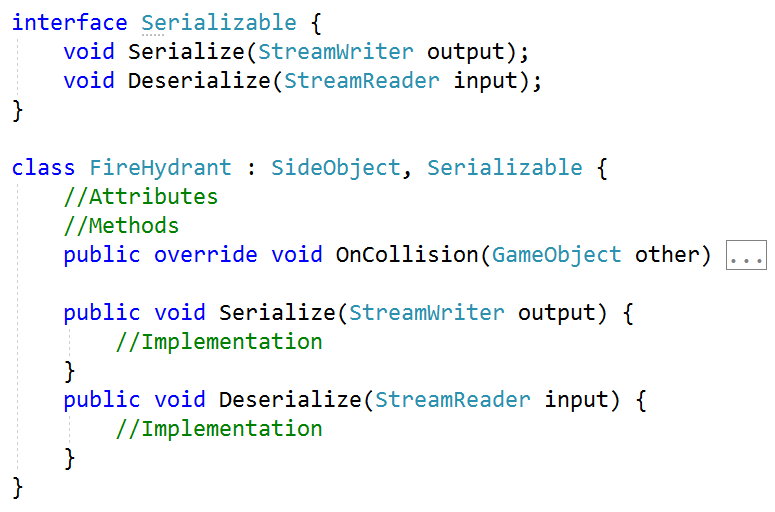 interface Serializable {
    void Serialize(StreamWriter output);
    void Deserialize(StreamReader input);
}
class FireHydrant : SideObject, Serializable {
    //Attributes
    //Methods
    public override void OnCollision(GameObject other) ...
    public void Serialize(StreamWriter output) {
        //Implementation
    }
    public void Deserialize(StreamReader input) {
        //Implementation
    }
}